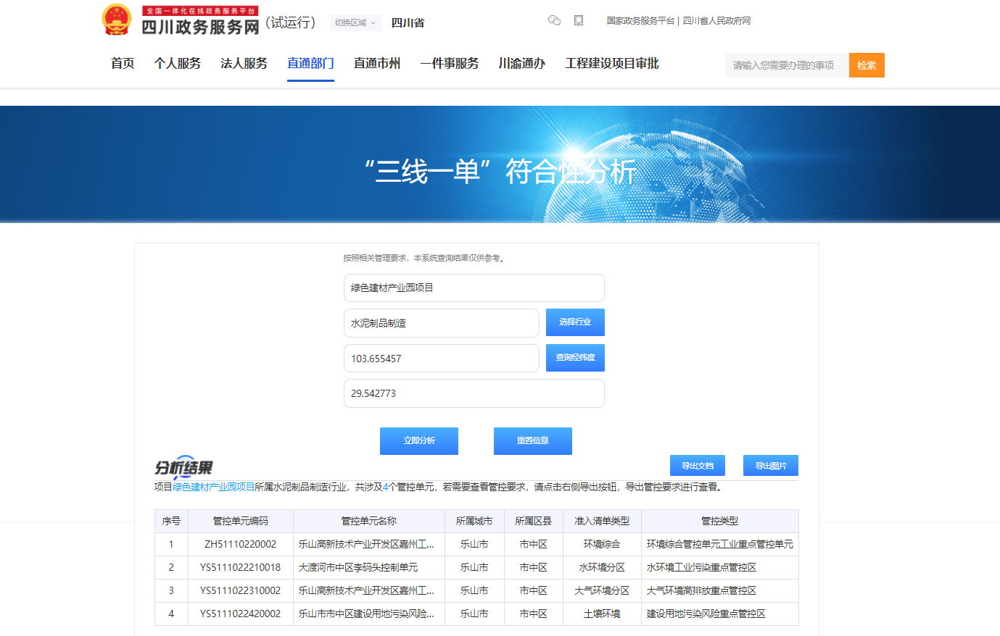 全国一体化在线政务服务平台
四川政务服务网 (试运行) 切换区域 四川省 国家政务服务平台 | 四川省人民政府网
首页 个人服务 法人服务 直通部门 直通市州 一件事服务 川渝通办 工程建设项目审批 请输入您需要办理的事项 检索
“三线一单”符合性分析
按照相关管理要求，本系统查询结果仅供参考。
绿色建材产业园项目
水泥制品制造 选择行业
103.655457 查询经纬度
29.542773
立即分析 重置信息
分析结果 导出文档 导出图片
项目绿色建材产业园项目所属水泥制品制造行业，共涉及4个管控单元，若需要查看管控要求，请点击右侧导出按钮，导出管控要求进行查看。
序号 管控单元编码 管控单元名称 所属城市 所属区县 准入清单类型 管控类型
1 ZH51110220002 乐山高新技术产业开发区嘉州工... 乐山市 市中区 环境综合 环境综合管控单元工业重点管控单元
2 YS5111022210018 大渡河市中区李码头控制单元 乐山市 市中区 水环境分区 水环境工业污染重点管控区
3 YS5111022310002 乐山高新技术产业开发区嘉州工... 乐山市 市中区 大气环境分区 大气环境高排放重点管控区
4 YS5111022420002 乐山市市中区建设用地污染风险... 乐山市 市中区 土壤环境 建设用地污染风险重点管控区